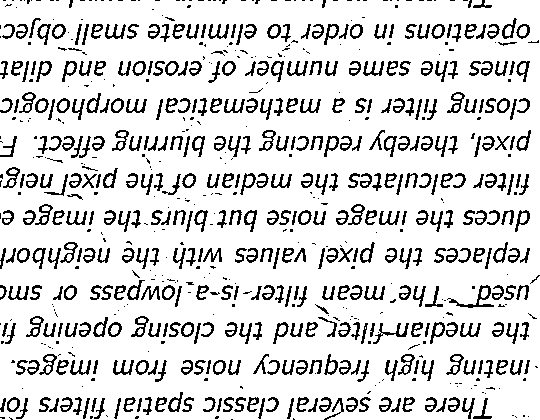 There are several classic spatial filters for
inating high frequency noise from images.
the median filter and the closing opening fi
used. The mean filter is a lowpass or smo
replaces the pixel values with the neighborh
duces the image noise but blurs the image e
filter calculates the median of the pixel neig
pixel, thereby reducing the blurring effect. F
closing filter is a mathematical morphologic
bines the same number of erosion and dilat
operations in order to eliminate small objec